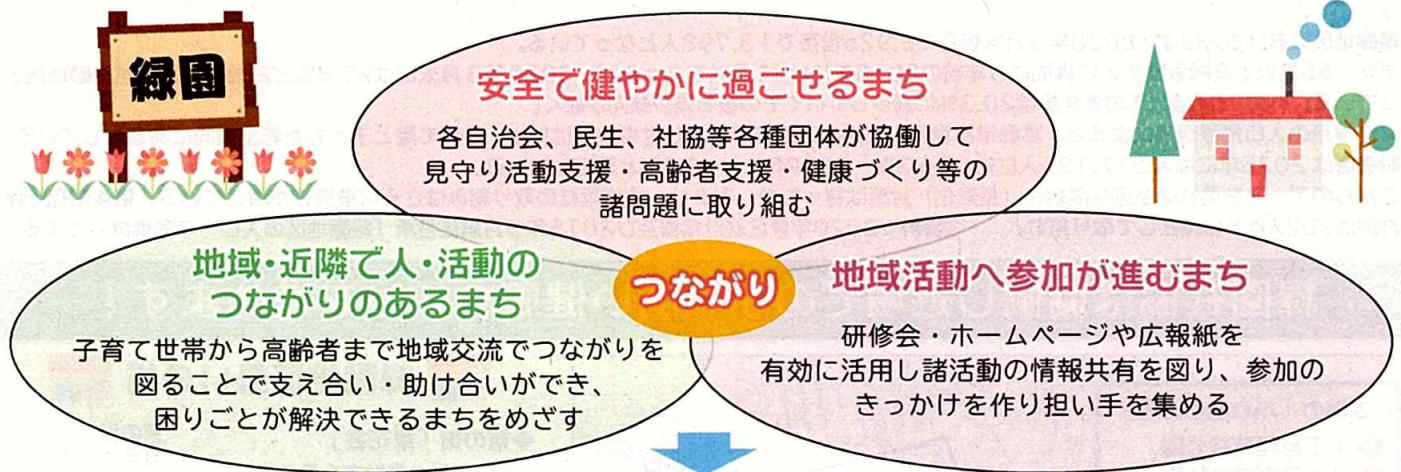 緑園
安全で健やかに過ごせるまち
各自治会、民生、社協等各種団体が協働して
見守り活動支援・高齢者支援・健康づくり等の
諸問題に取り組む
地域・近隣で人・活動の
つながりのあるまち
子育て世帯から高齢者まで地域交流でつながりを
図ることで支え合い・助け合いができ、
困りごとが解決できるまちをめざす
つながり
地域活動へ参加が進むまち
研修会・ホームページや広報紙を
有効に活用し諸活動の情報共有を図り、参加の
きっかけを作り担い手を集める